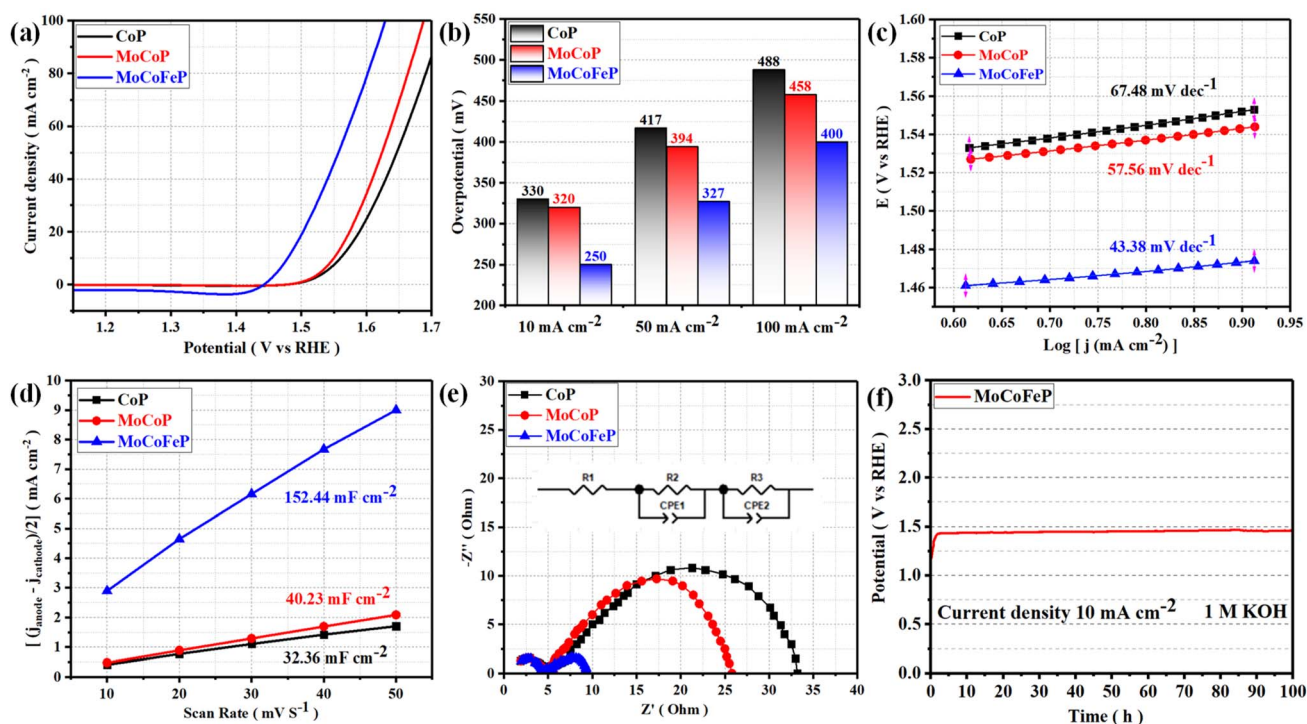 (a)
CoP
MoCoP
MoCoFeP
Current density ( mA cm⁻² )
100
80
60
40
20
0
1.2
1.3
1.4
1.5
1.6
1.7
Potential ( V vs RHE )
(b)
CoP
MoCoP
MoCoFeP
Overpotential ( mV )
500
450
400
350
300
250
200
330
320
250
417
394
327
488
458
400
10 mA cm⁻²
50 mA cm⁻²
100 mA cm⁻²
(c)
CoP
MoCoP
MoCoFeP
E ( V vs RHE )
1.56
1.54
1.52
1.50
1.48
1.46
67.48 mV dec⁻¹
57.56 mV dec⁻¹
43.38 mV dec⁻¹
0.60
0.65
0.70
0.75
0.80
0.85
0.90
0.95
Log [ j (mA cm⁻²) ]
(d)
CoP
MoCoP
MoCoFeP
[ (janode - jcathode)/2] ( mA cm⁻² )
10
9
8
7
6
5
4
3
2
1
0
152.44 mF cm⁻²
40.23 mF cm⁻²
32.36 mF cm⁻²
10
20
30
40
50
Scan Rate ( mV S⁻¹ )
(e)
CoP
MoCoP
MoCoFeP
-Z'' ( Ohm )
30
25
20
15
10
5
0
R1
R2
R3
CPE1
CPE2
0
5
10
15
20
25
30
35
40
Z' ( Ohm )
(f)
MoCoFeP
Potential ( V vs RHE )
3.0
2.5
2.0
1.5
1.0
0.5
0.0
Current density 10 mA cm⁻²
1 M KOH
0
10
20
30
40
50
60
70
80
90
100
Time ( h )